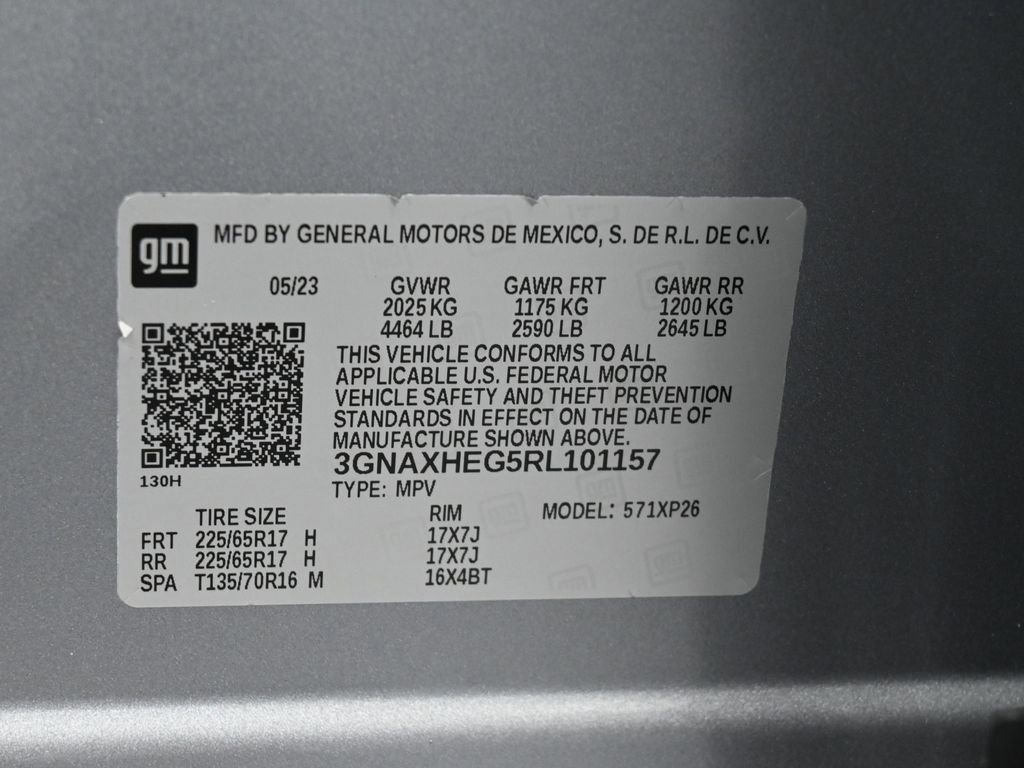 gm
MFD BY GENERAL MOTORS DE MEXICO, S. DE R.L. DE C.V.
05/23 GVWR GAWR FRT GAWR RR
2025 KG 1175 KG 1200 KG
4464 LB 2590 LB 2645 LB
THIS VEHICLE CONFORMS TO ALL
APPLICABLE U.S. FEDERAL MOTOR
VEHICLE SAFETY AND THEFT PREVENTION
STANDARDS IN EFFECT ON THE DATE OF
MANUFACTURE SHOWN ABOVE.
3GNAXHEG5RL101157
130H
TYPE: MPV
TIRE SIZE RIM MODEL: 571XP26
FRT 225/65R17 H 17X7J
RR 225/65R17 H 17X7J
SPA T135/70R16 M 16X4BT